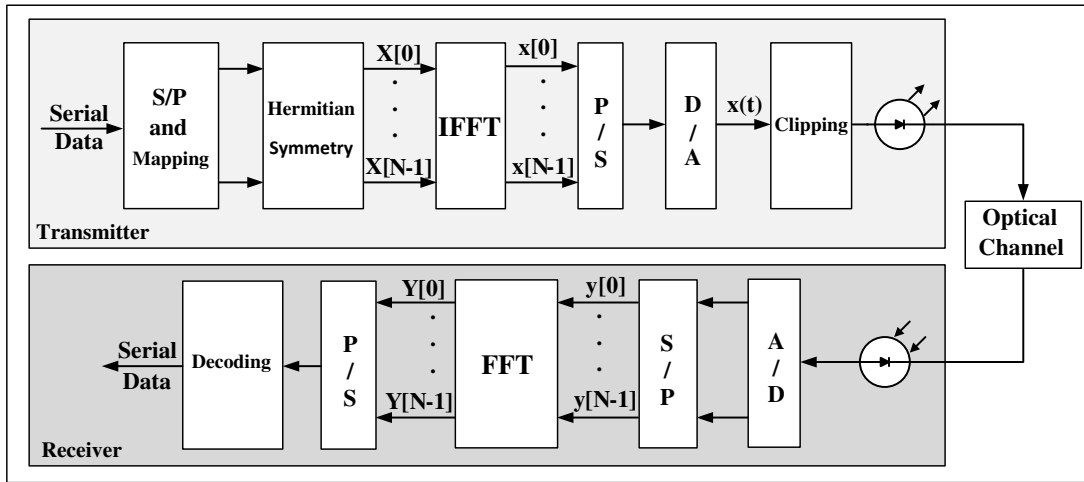 Serial
Data
S/P
and
Mapping
Hermitian
Symmetry
X[0]
X[N-1]
IFFT
x[0]
x[N-1]
P
/
S
D
/
A
x(t)
Clipping
Transmitter
Optical
Channel
Serial
Data
Decoding
P
/
S
Y[0]
Y[N-1]
FFT
y[0]
y[N-1]
S
/
P
A
/
D
Receiver